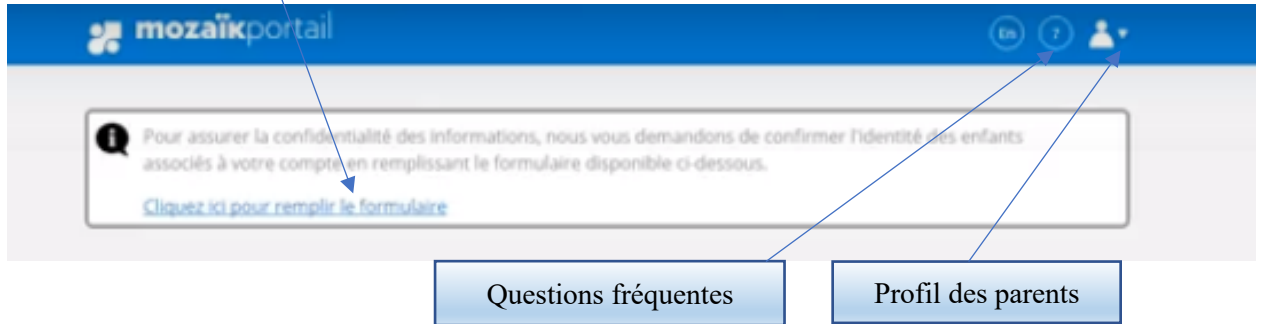 mozaïkportail
En ?
Pour assurer la confidentialité des informations, nous vous demandons de confirmer l'identité des enfants
associés à votre compte en remplissant le formulaire disponible ci-dessous.
Cliquez ici pour remplir le formulaire
Questions fréquentes
Profil des parents